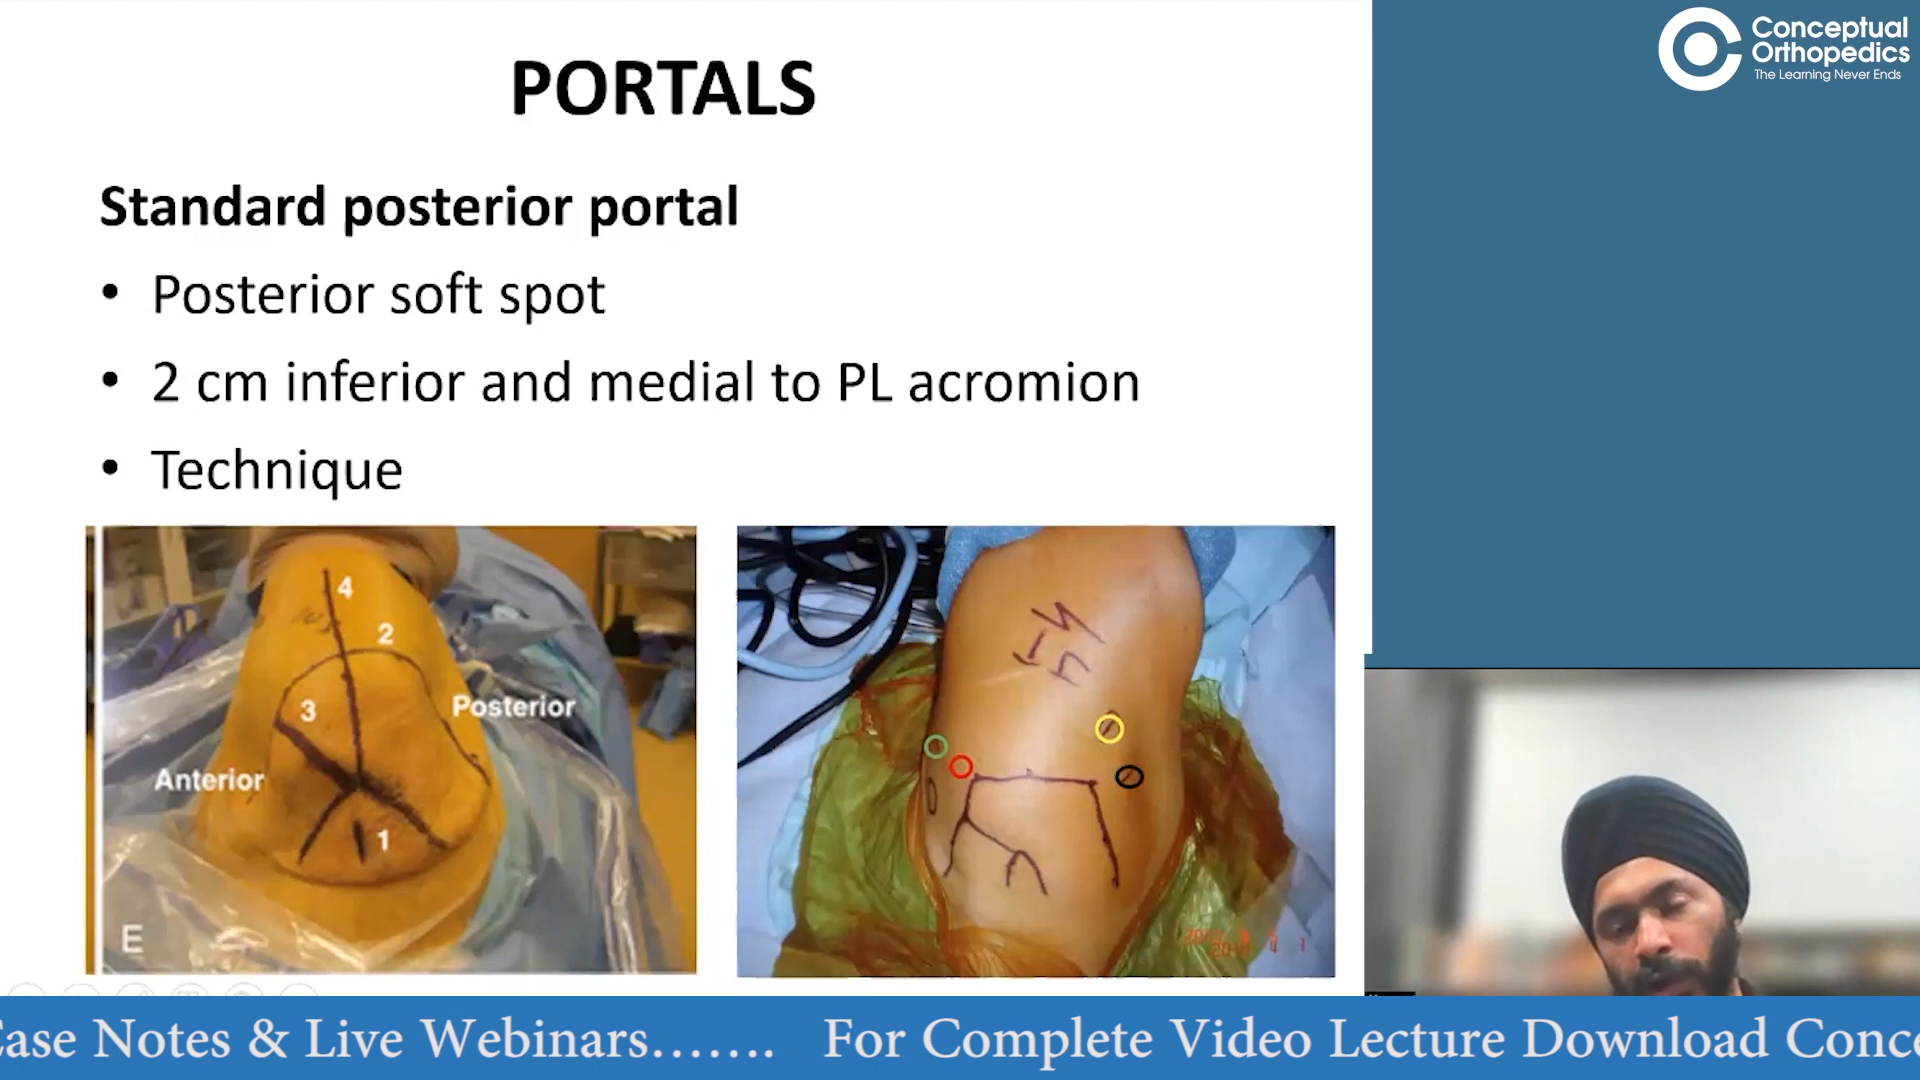 Conceptual
Orthopedics
The Learning Never Ends
PORTALS
Standard posterior portal
• Posterior soft spot
• 2 cm inferior and medial to PL acromion
• Technique
4
2
3
Posterior
Anterior
1
E
Case Notes & Live Webinars....... For Complete Video Lecture Download Conce